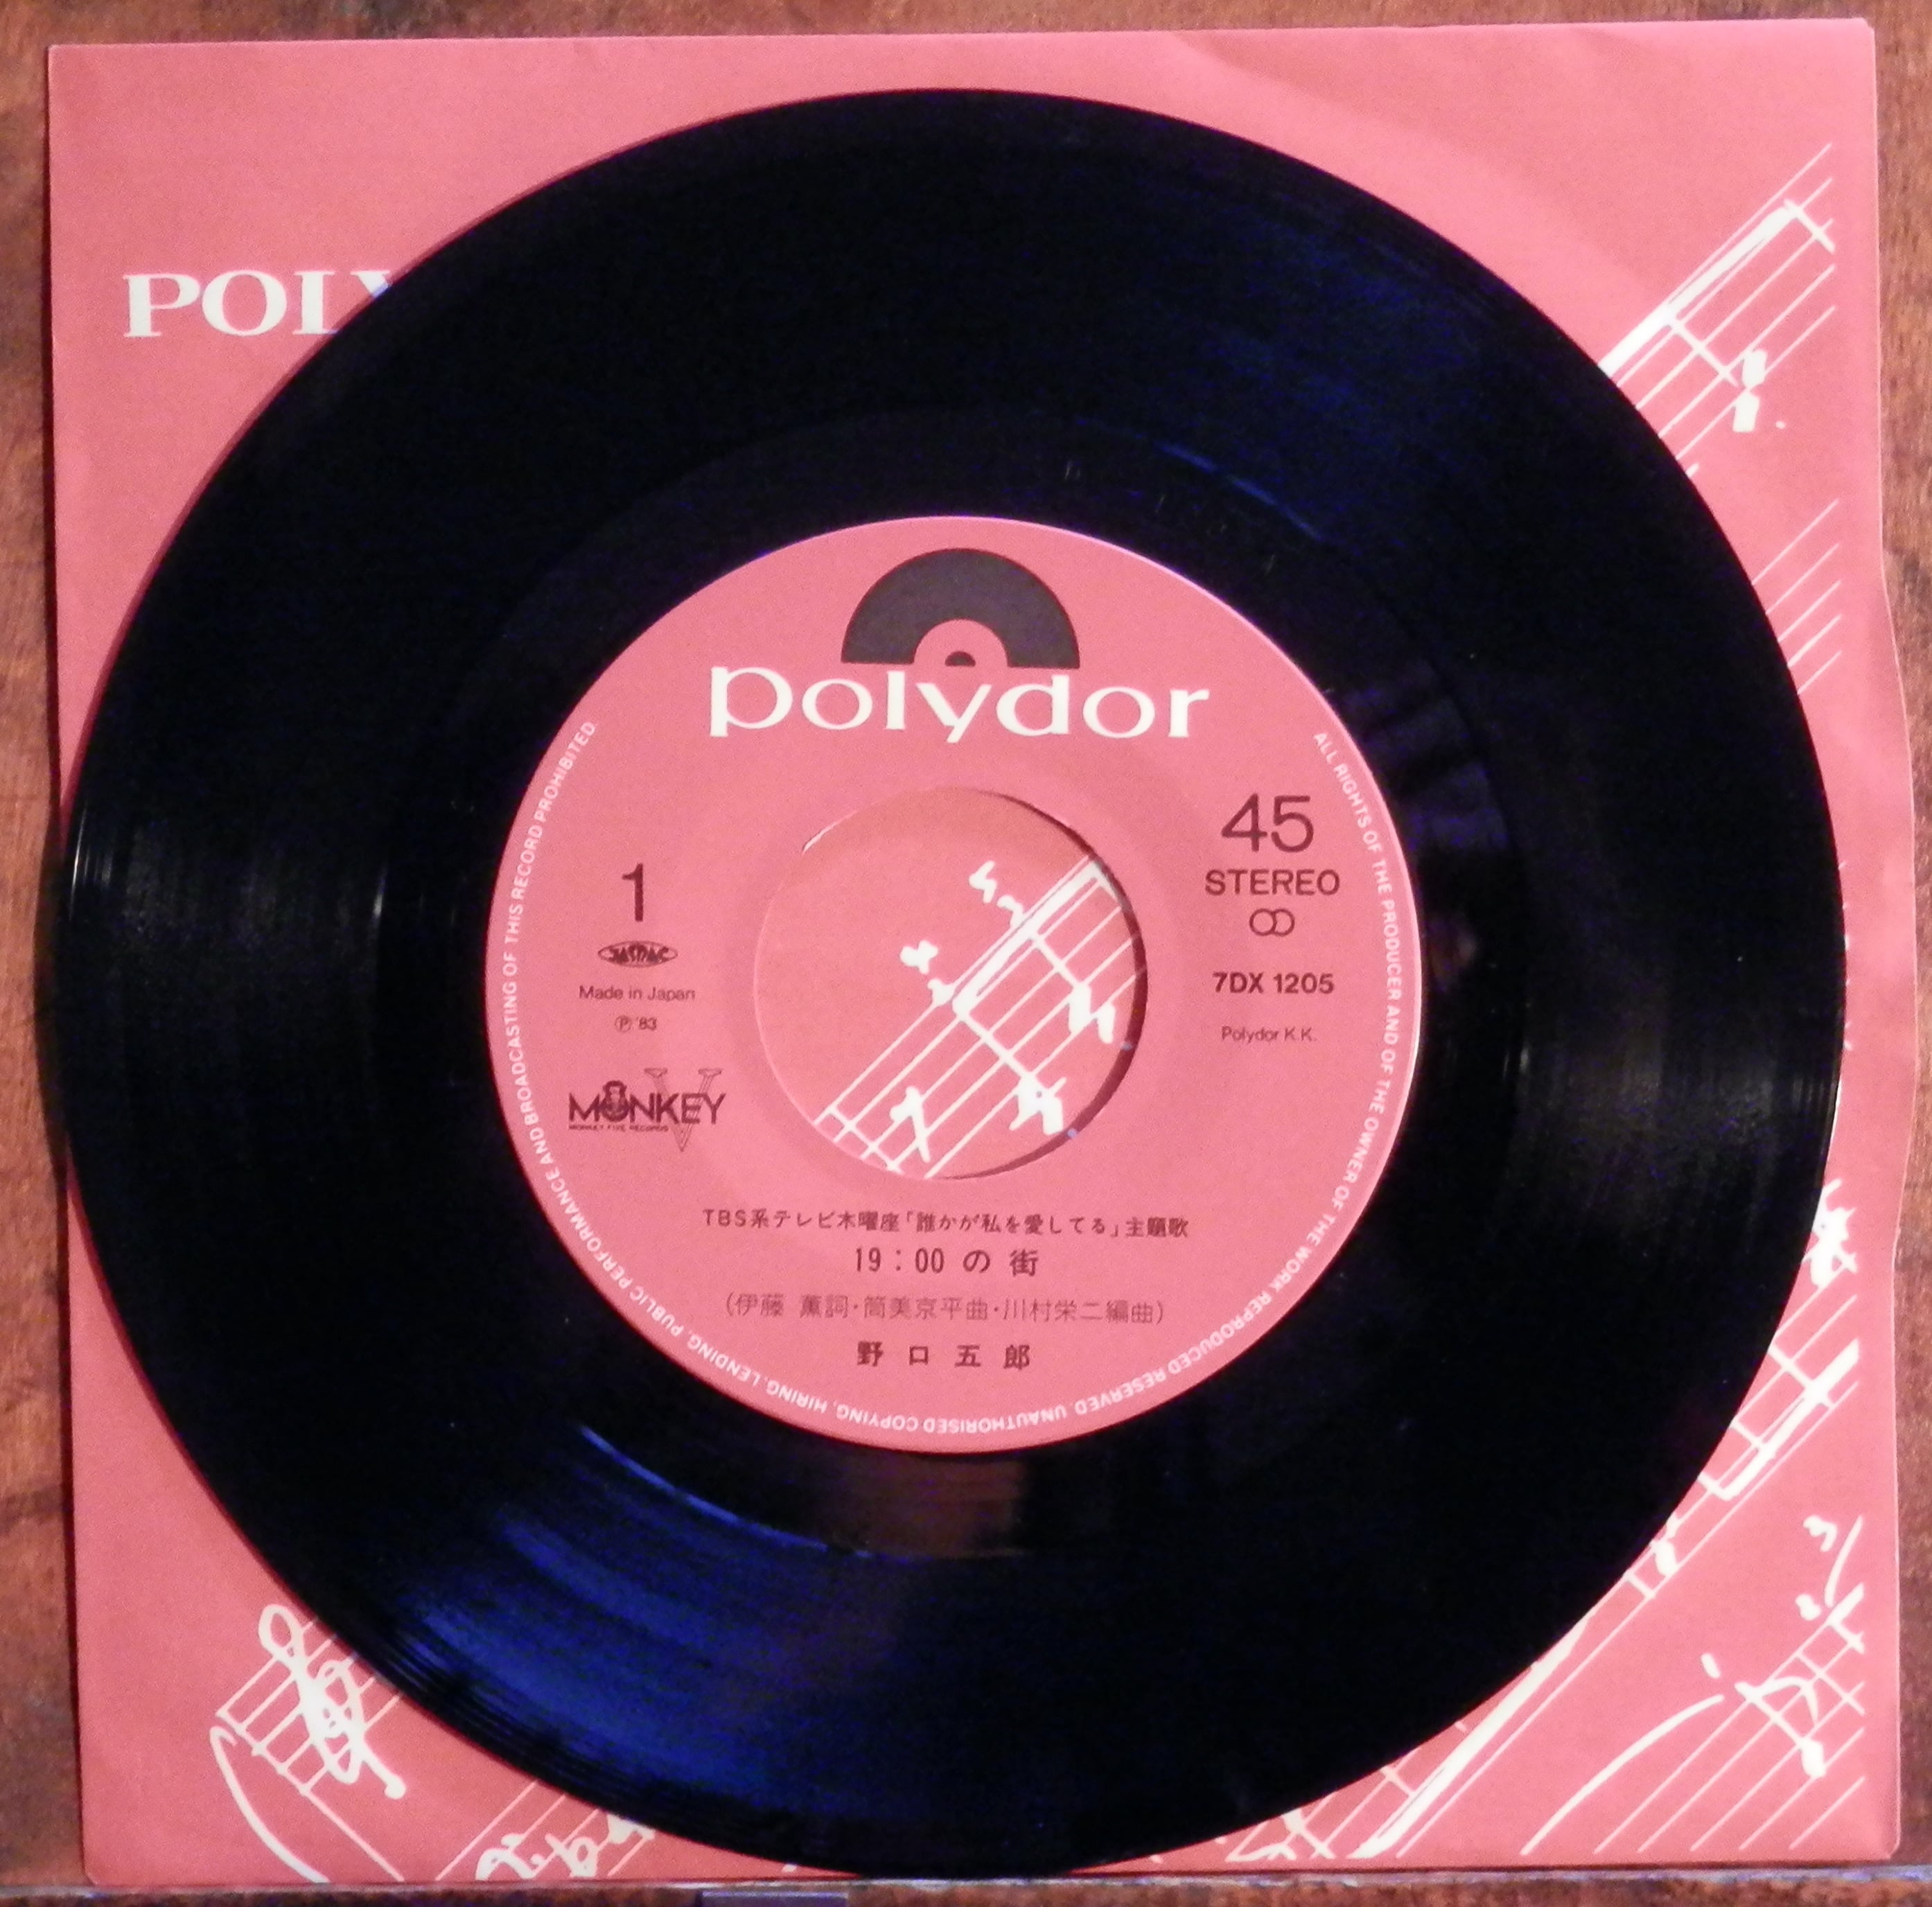 POLY
polydor
45
STEREO
7DX 1205
Polydor K.K.
1
JASRAC
Made in Japan
Ⓟ '83
MONKEY V
MONKEY FIVE RECORDS
TBS系テレビ木曜座「誰かが私を愛してる」主題歌
19:00 の 街
(伊藤 薫詞・筒美京平曲・川村栄二編曲)
野口五郎
ALL RIGHTS OF THE PRODUCER AND OF THE OWNER OF THE WORK REPRODUCED RESERVED. UNAUTHORISED COPYING, HIRING, LENDING, PUBLIC PERFORMANCE AND BROADCASTING OF THIS RECORD PROHIBITED.
3